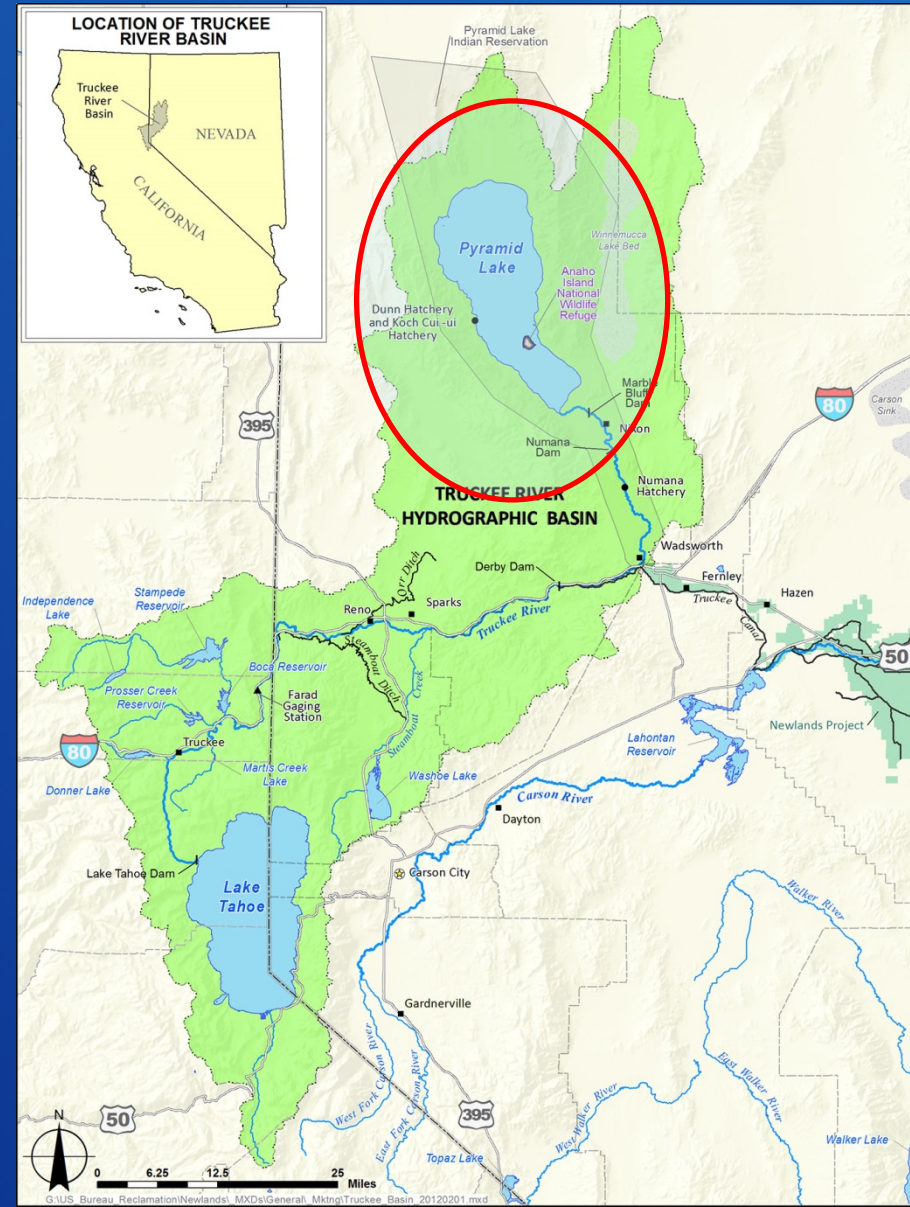 LOCATION OF TRUCKEE
RIVER BASIN
Truckee
River
Basin
NEVADA
CALIFORNIA
Pyramid Lake
Indian Reservation
Pyramid
Lake
Winnemucca
Lake Bed
Anaho
Island
National
Wildlife
Refuge
Dunn Hatchery
and Koch Cui-ui
Hatchery
Marble
Bluff
Dam
80
Carson
Sink
395
Nixon
Numana
Dam
Numana
Hatchery
TRUCKEE RIVER
HYDROGRAPHIC BASIN
Wadsworth
Derby Dam
Fernley
Truckee
Canal
Hazen
Orr Ditch
Stampede
Reservoir
Independence
Lake
Reno
Sparks
Truckee River
50
Steamboat Ditch
Steamboat Creek
Boca Reservoir
Prosser Creek
Reservoir
Farad
Gaging
Station
Newlands Project
Truckee
80
Lahontan
Reservoir
Martis Creek
Lake
Donner Lake
Washoe Lake
Carson River
Dayton
Lake Tahoe Dam
Carson City
Lake
Tahoe
Walker River
Gardnerville
West Fork Carson River
East Fork Carson River
395
East Walker River
West Walker River
50
Topaz Lake
Walker Lake
N
0 6.25 12.5 25
Miles
G:\US_Bureau_Reclamation\Newlands\_MXDs\General\_Mktng\Truckee_Basin_20120201.mxd